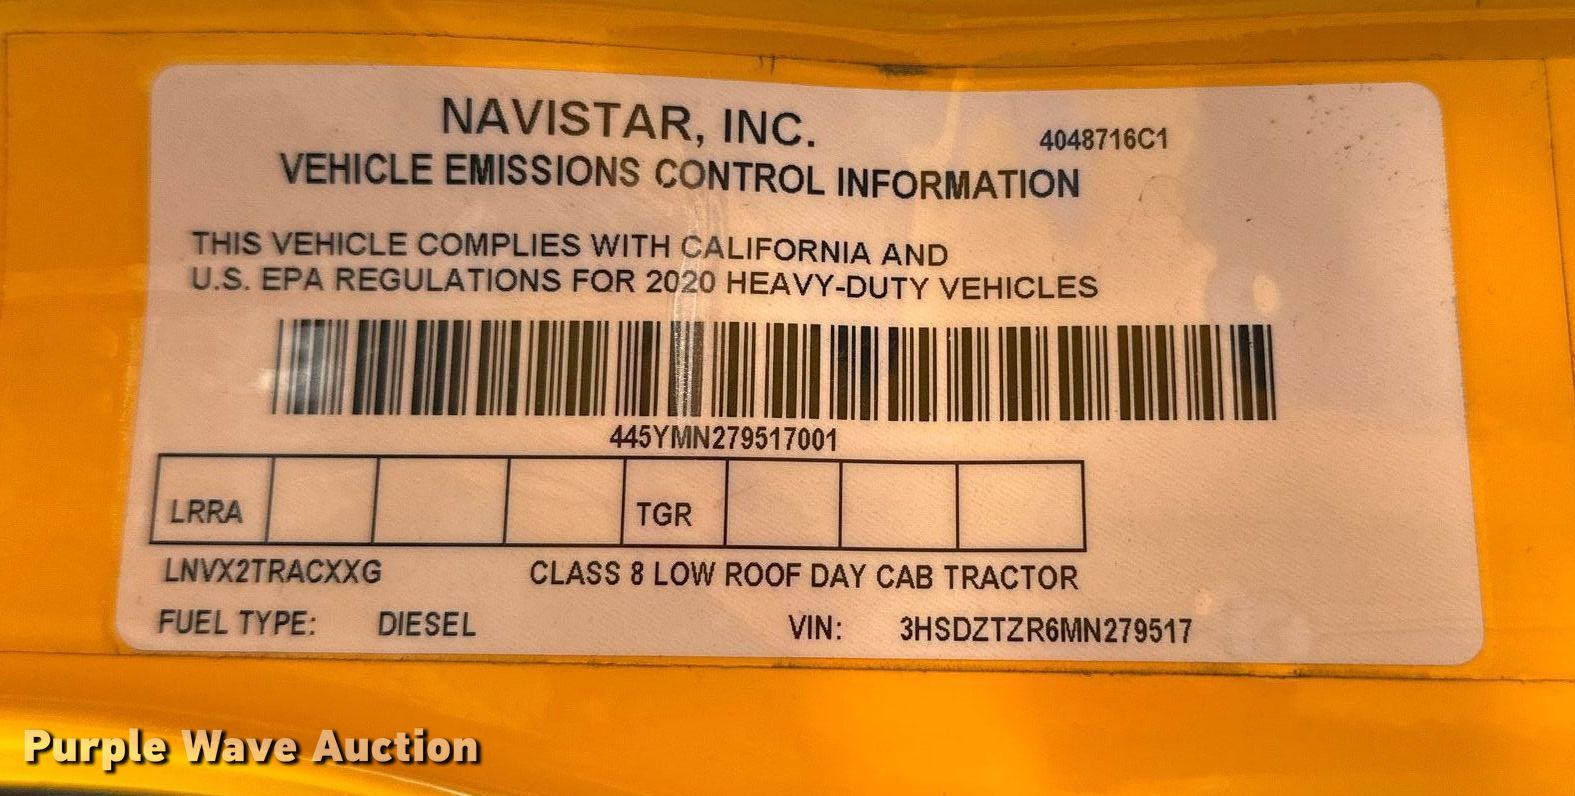 NAVISTAR, INC.
4048716C1
VEHICLE EMISSIONS CONTROL INFORMATION
THIS VEHICLE COMPLIES WITH CALIFORNIA AND
U.S. EPA REGULATIONS FOR 2020 HEAVY-DUTY VEHICLES
445YMN279517001
LRRA TGR
LNVX2TRACXXG CLASS 8 LOW ROOF DAY CAB TRACTOR
FUEL TYPE: DIESEL VIN: 3HSDZTZR6MN279517
Purple Wave Auction